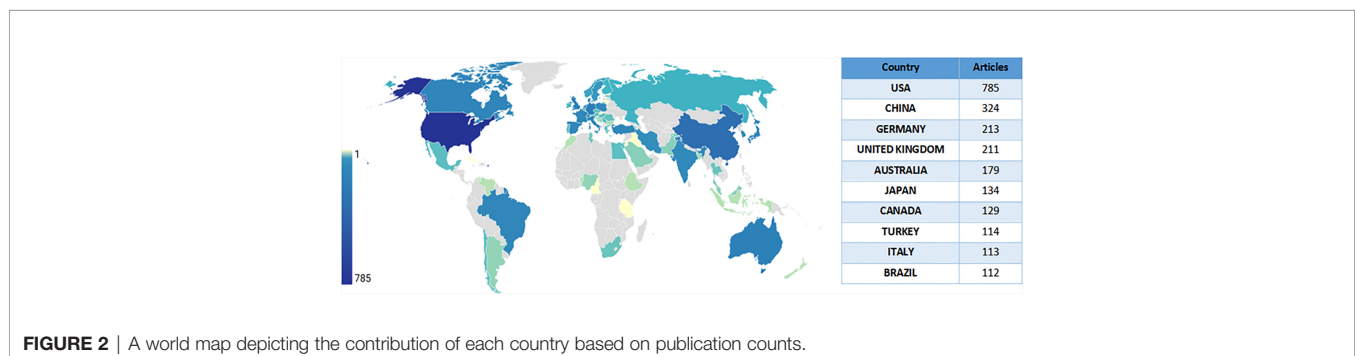 1
785
Country Articles
USA 785
CHINA 324
GERMANY 213
UNITED KINGDOM 211
AUSTRALIA 179
JAPAN 134
CANADA 129
TURKEY 114
ITALY 113
BRAZIL 112
FIGURE 2 | A world map depicting the contribution of each country based on publication counts.